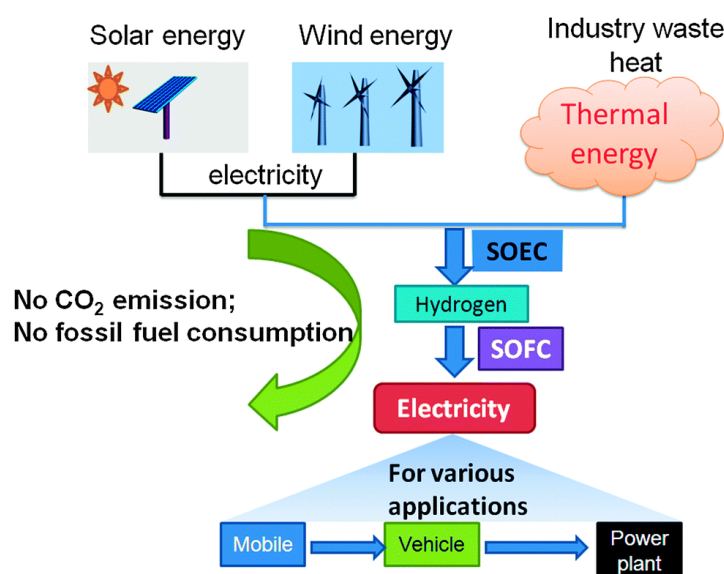 Solar energy
Wind energy
Industry waste
heat
Thermal
energy
electricity
SOEC
No CO₂ emission;
No fossil fuel consumption
Hydrogen
SOFC
Electricity
For various
applications
Mobile
Vehicle
Power
plant